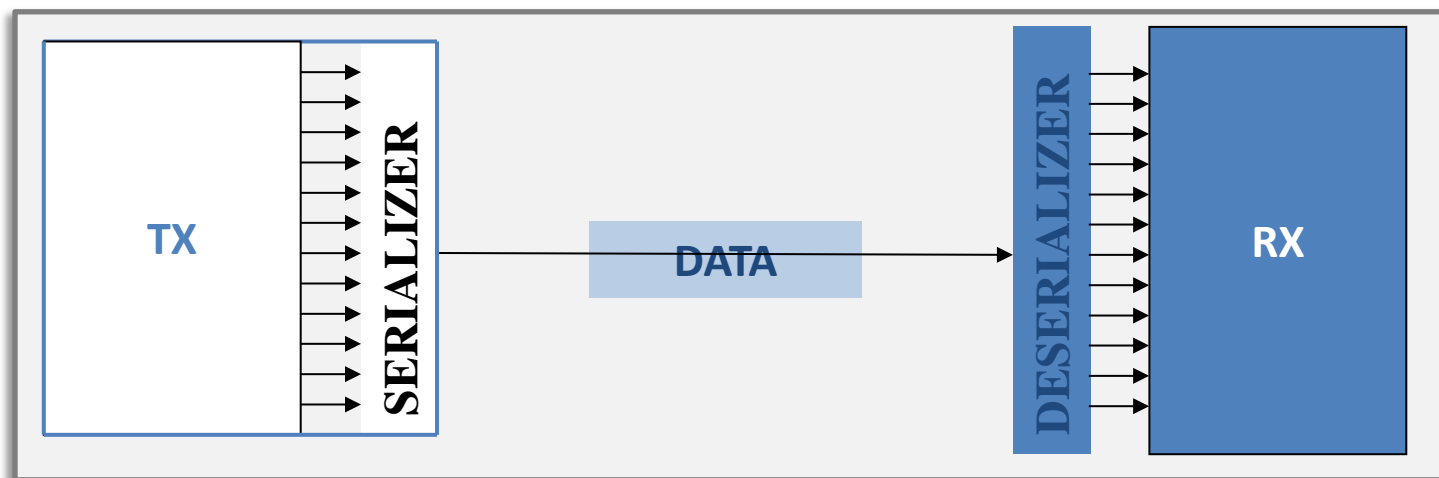 TX
SERIALIZER
DATA
DESERIALIZER
RX